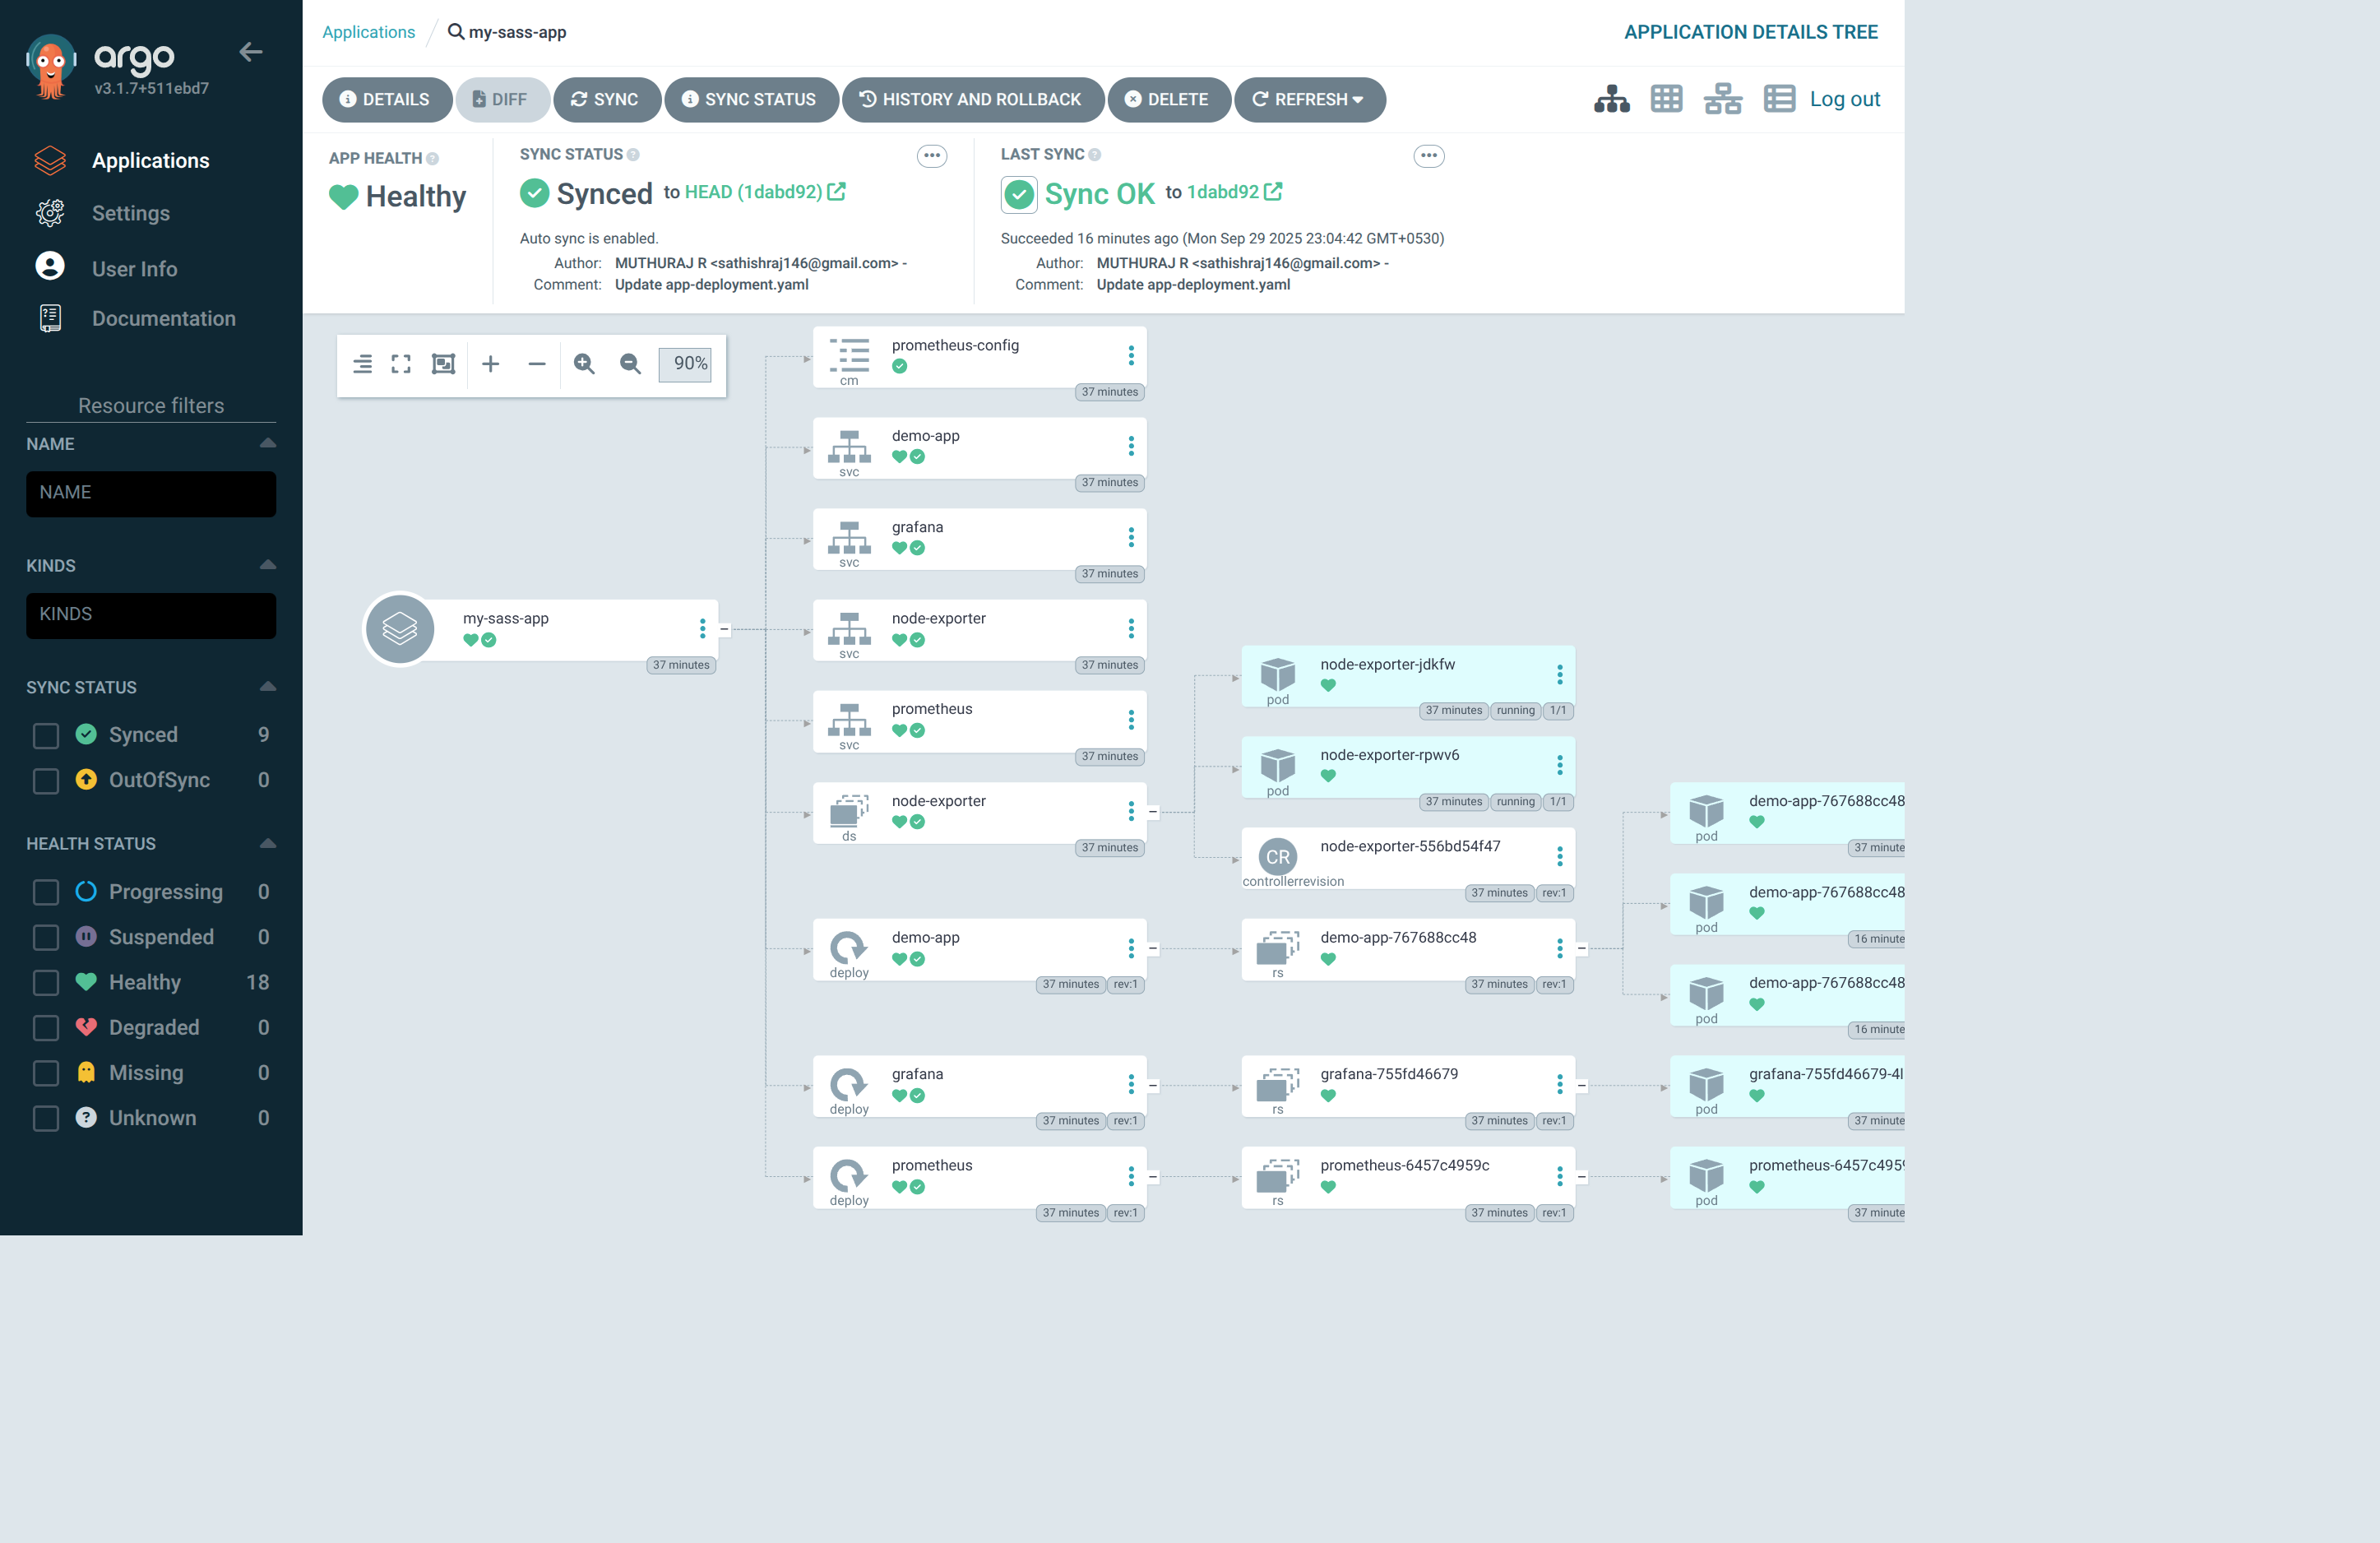 argo
v3.1.7+511ebd7
Applications
Settings
User Info
Documentation
Resource filters
NAME
NAME
KINDS
KINDS
SYNC STATUS
Synced 9
OutOfSync 0
HEALTH STATUS
Progressing 0
Suspended 0
Healthy 18
Degraded 0
Missing 0
Unknown 0
Applications / my-sass-app
APPLICATION DETAILS TREE
DETAILS DIFF SYNC SYNC STATUS HISTORY AND ROLLBACK DELETE REFRESH
Log out
APP HEALTH
Healthy
SYNC STATUS
Synced to HEAD (1dabd92)
Auto sync is enabled.
Author: MUTHURAJ R <sathishraj146@gmail.com> -
Comment: Update app-deployment.yaml
LAST SYNC
Sync OK to 1dabd92
Succeeded 16 minutes ago (Mon Sep 29 2025 23:04:42 GMT+0530)
Author: MUTHURAJ R <sathishraj146@gmail.com> -
Comment: Update app-deployment.yaml
90%
my-sass-app
37 minutes
prometheus-config
cm
37 minutes
demo-app
svc
37 minutes
grafana
svc
37 minutes
node-exporter
svc
37 minutes
prometheus
svc
37 minutes
node-exporter
ds
37 minutes
demo-app
deploy
37 minutes rev:1
grafana
deploy
37 minutes rev:1
prometheus
deploy
37 minutes rev:1
node-exporter-jdkfw
pod
37 minutes running 1/1
node-exporter-rpwv6
pod
37 minutes running 1/1
CR
node-exporter-556bd54f47
controllerrevision
37 minutes rev:1
demo-app-767688cc48
rs
37 minutes rev:1
grafana-755fd46679
rs
37 minutes rev:1
prometheus-6457c4959c
rs
37 minutes rev:1
demo-app-767688cc48
pod
37 minute
demo-app-767688cc48
pod
16 minute
demo-app-767688cc48
pod
16 minute
grafana-755fd46679-4l
pod
37 minute
prometheus-6457c495
pod
37 minute